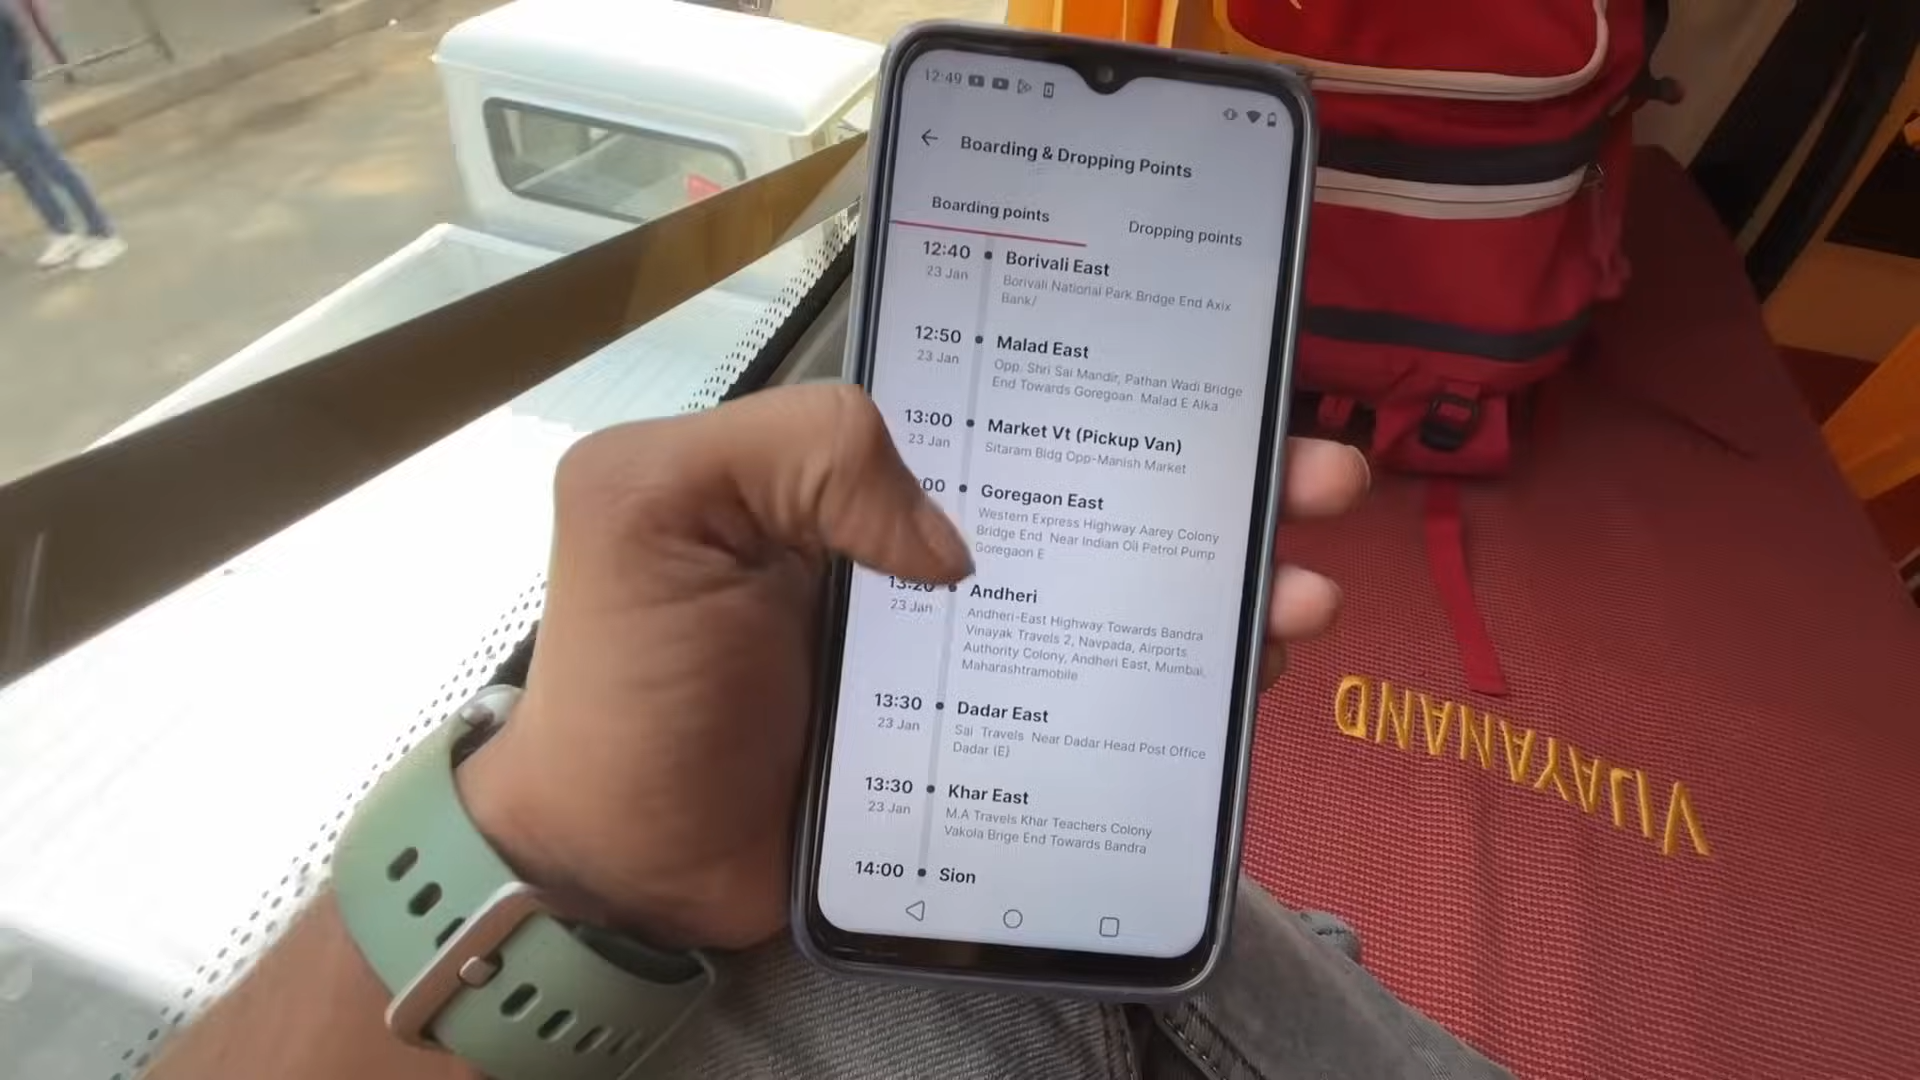 12:49
Boarding & Dropping Points
Boarding points
Dropping points
12:40
23 Jan
Borivali East
Borivali National Park Bridge End Axix
Bank/
12:50
23 Jan
Malad East
Opp. Shri Sai Mandir, Pathan Wadi Bridge
End Towards Goregoan Malad E Alka
13:00
23 Jan
Market Vt (Pickup Van)
Sitaram Bldg Opp-Manish Market
:00
Goregaon East
Western Express Highway Aarey Colony
Bridge End Near Indian Oil Petrol Pump
Goregaon E
13:20
23 Jan
Andheri
Andheri-East Highway Towards Bandra
Vinayak Travels 2, Navpada, Airports
Authority Colony, Andheri East, Mumbai,
Maharashtramobile
13:30
23 Jan
Dadar East
Sai Travels Near Dadar Head Post Office
Dadar (E)
13:30
23 Jan
Khar East
M.A Travels Khar Teachers Colony
Vakola Brige End Towards Bandra
14:00
Sion
VIJAYANAND